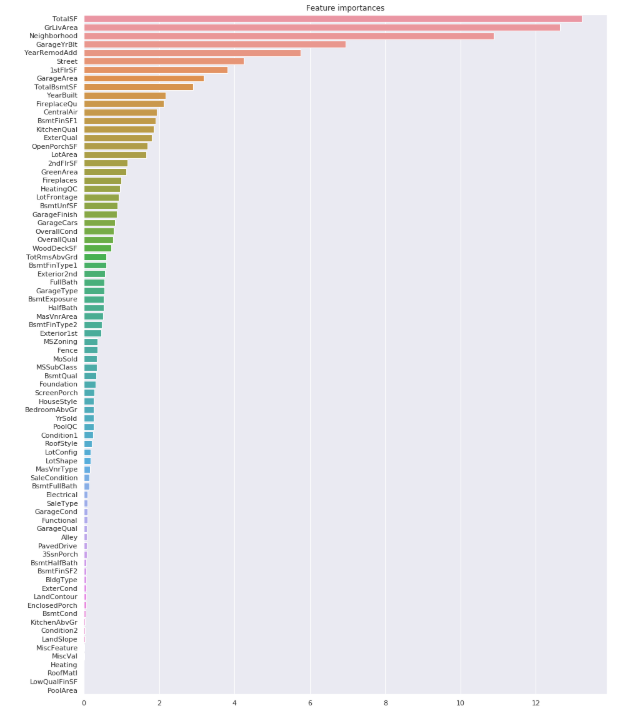 Feature importances
TotalSF
GrLivArea
Neighborhood
GarageYrBlt
YearRemodAdd
Street
1stFlrSF
GarageArea
TotalBsmtSF
YearBuilt
FireplaceQu
CentralAir
BsmtFinSF1
KitchenQual
ExterQual
OpenPorchSF
LotArea
2ndFlrSF
GreenArea
Fireplaces
HeatingQC
LotFrontage
BsmtUnfSF
GarageFinish
GarageCars
OverallCond
OverallQual
WoodDeckSF
TotRmsAbvGrd
BsmtFinType1
Exterior2nd
FullBath
GarageType
BsmtExposure
HalfBath
MasVnrArea
BsmtFinType2
Exterior1st
MSZoning
Fence
MoSold
MSSubClass
BsmtQual
Foundation
ScreenPorch
HouseStyle
BedroomAbvGr
YrSold
PoolQC
Condition1
RoofStyle
LotConfig
LotShape
MasVnrType
SaleCondition
BsmtFullBath
Electrical
SaleType
GarageCond
Functional
GarageQual
Alley
PavedDrive
3SsnPorch
BsmtHalfBath
BsmtFinSF2
BldgType
ExterCond
LandContour
EnclosedPorch
BsmtCond
KitchenAbvGr
Condition2
LandSlope
MiscFeature
MiscVal
Heating
RoofMatl
LowQualFinSF
PoolArea
0 2 4 6 8 10 12